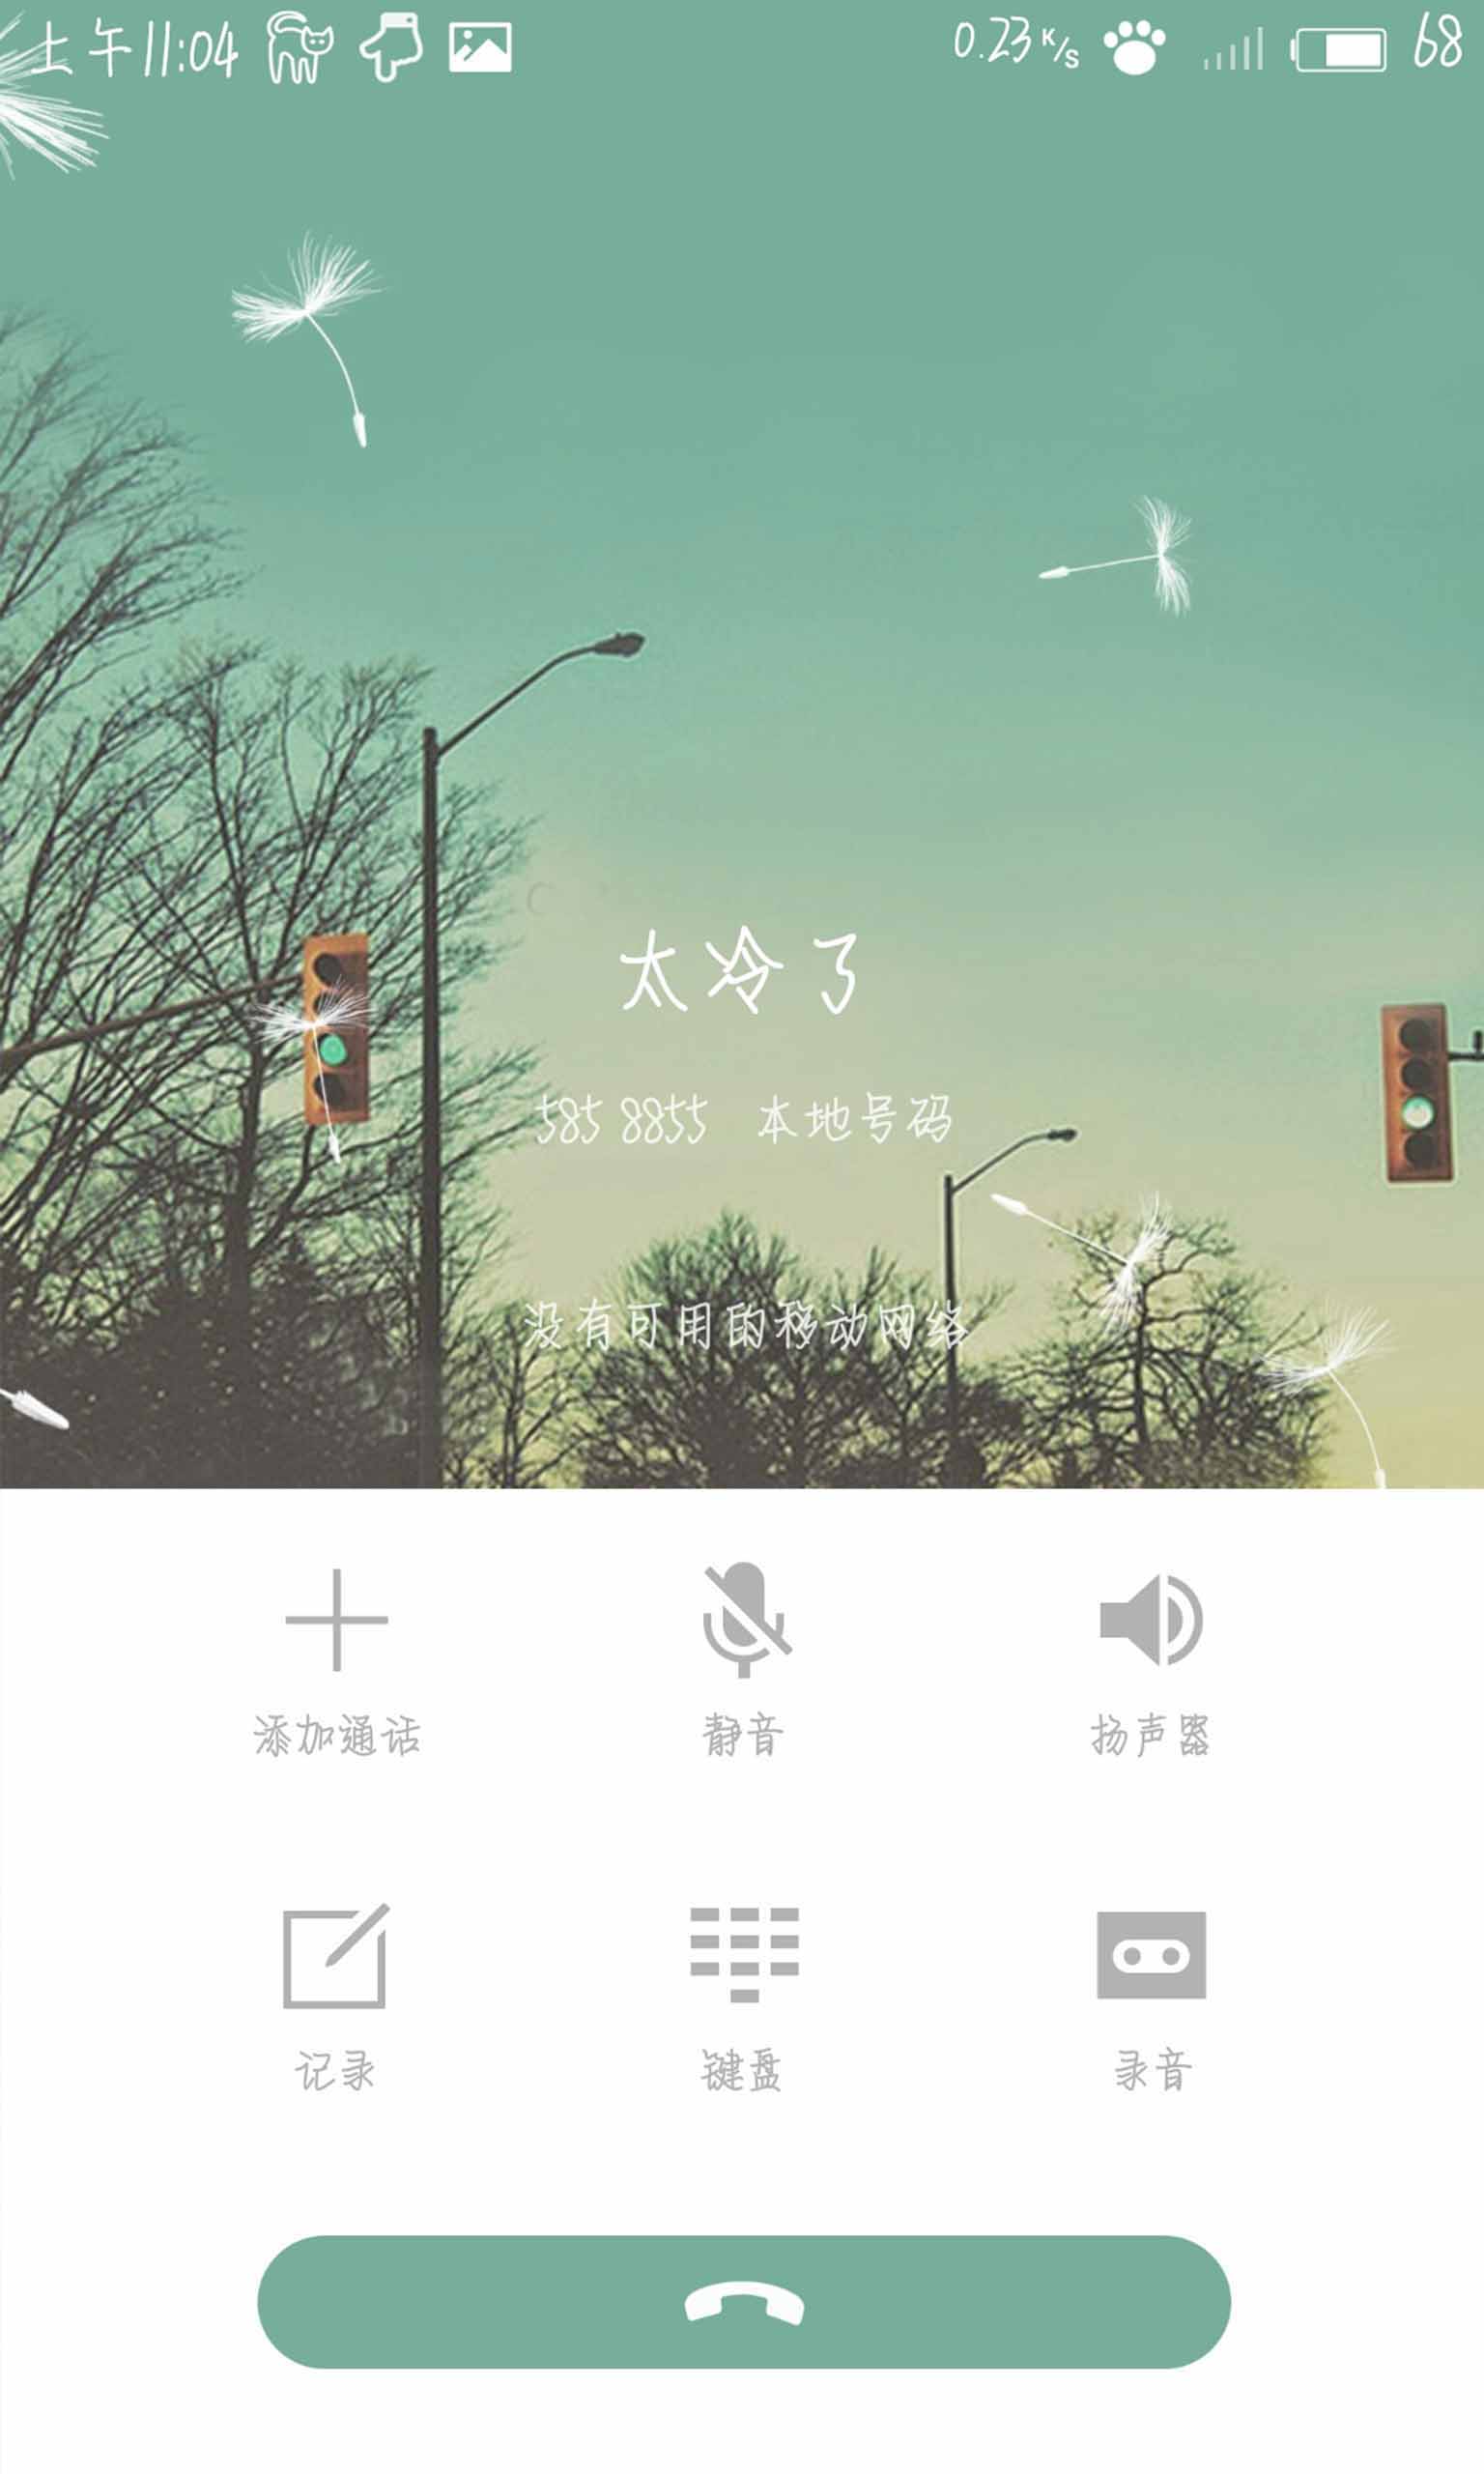 上午11:04 0.23 K/s 68
太冷了
585 8855 本地号码
没有可用的移动网络
添加通话 静音 扬声器
记录 键盘 录音